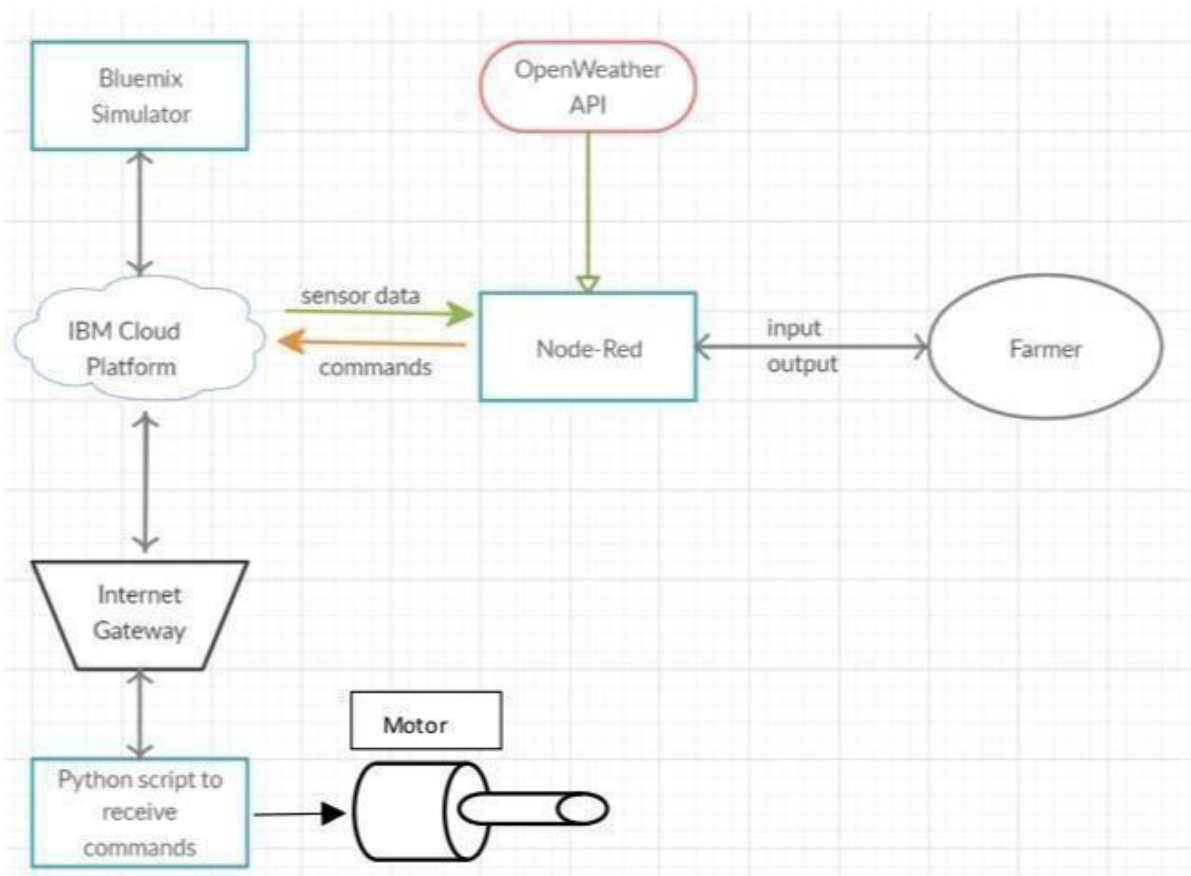 Bluemix
Simulator
OpenWeather
API
sensor data
IBM Cloud
Platform
commands
Node-Red
input
output
Farmer
Internet
Gateway
Motor
Python script to
receive
commands